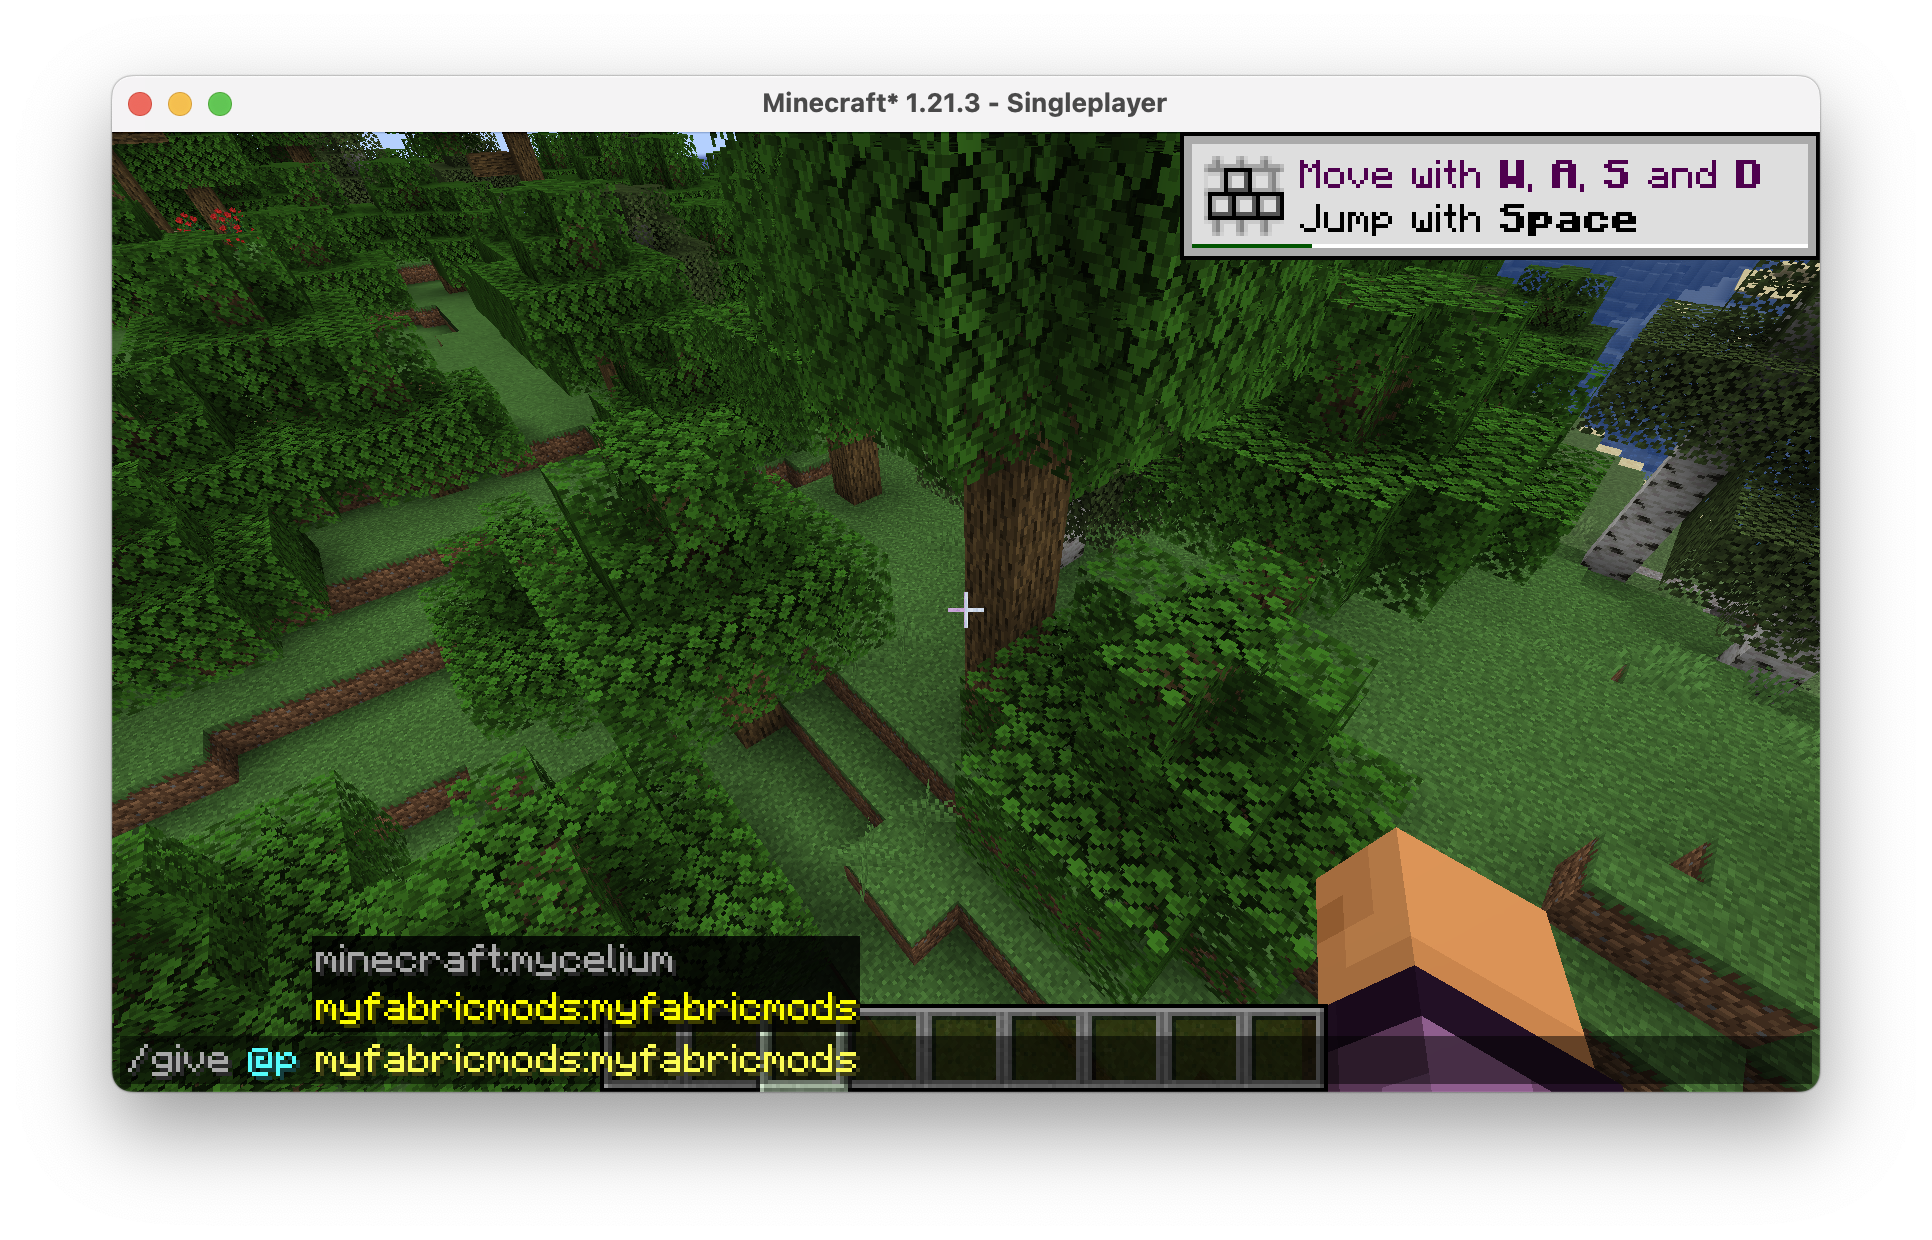 Minecraft* 1.21.3 - Singleplayer
Move with W, A, S and D
Jump with Space
minecraft:mycelium
myfabricmods:myfabricmods
/give @p myfabricmods:myfabricmods